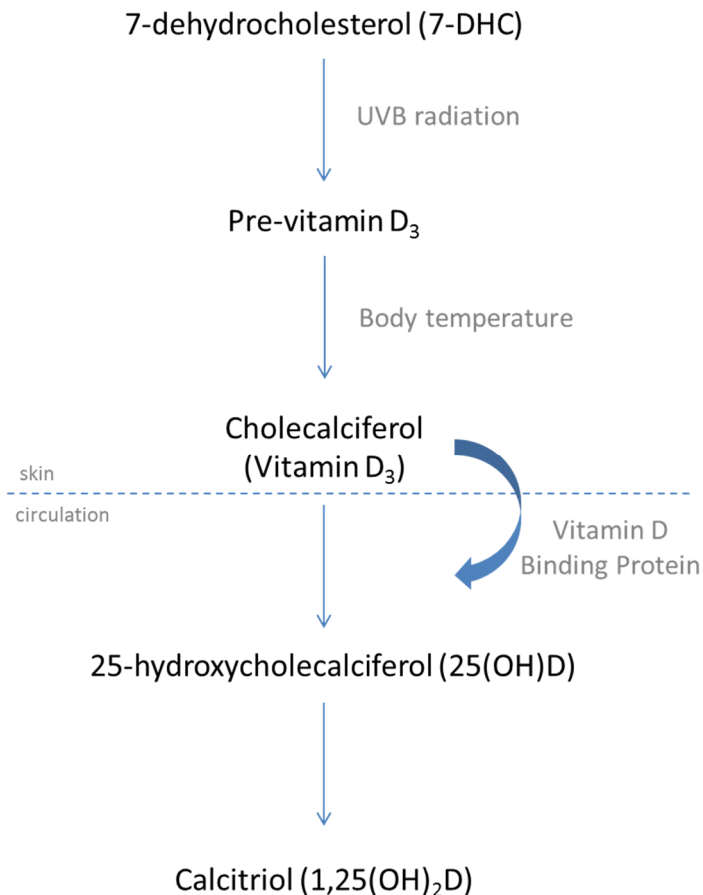 7-dehydrocholesterol (7-DHC)
UVB radiation
Pre-vitamin D₃
Body temperature
Cholecalciferol
(Vitamin D₃)
skin
circulation
Vitamin D
Binding Protein
25-hydroxycholecalciferol (25(OH)D)
Calcitriol (1,25(OH)₂D)